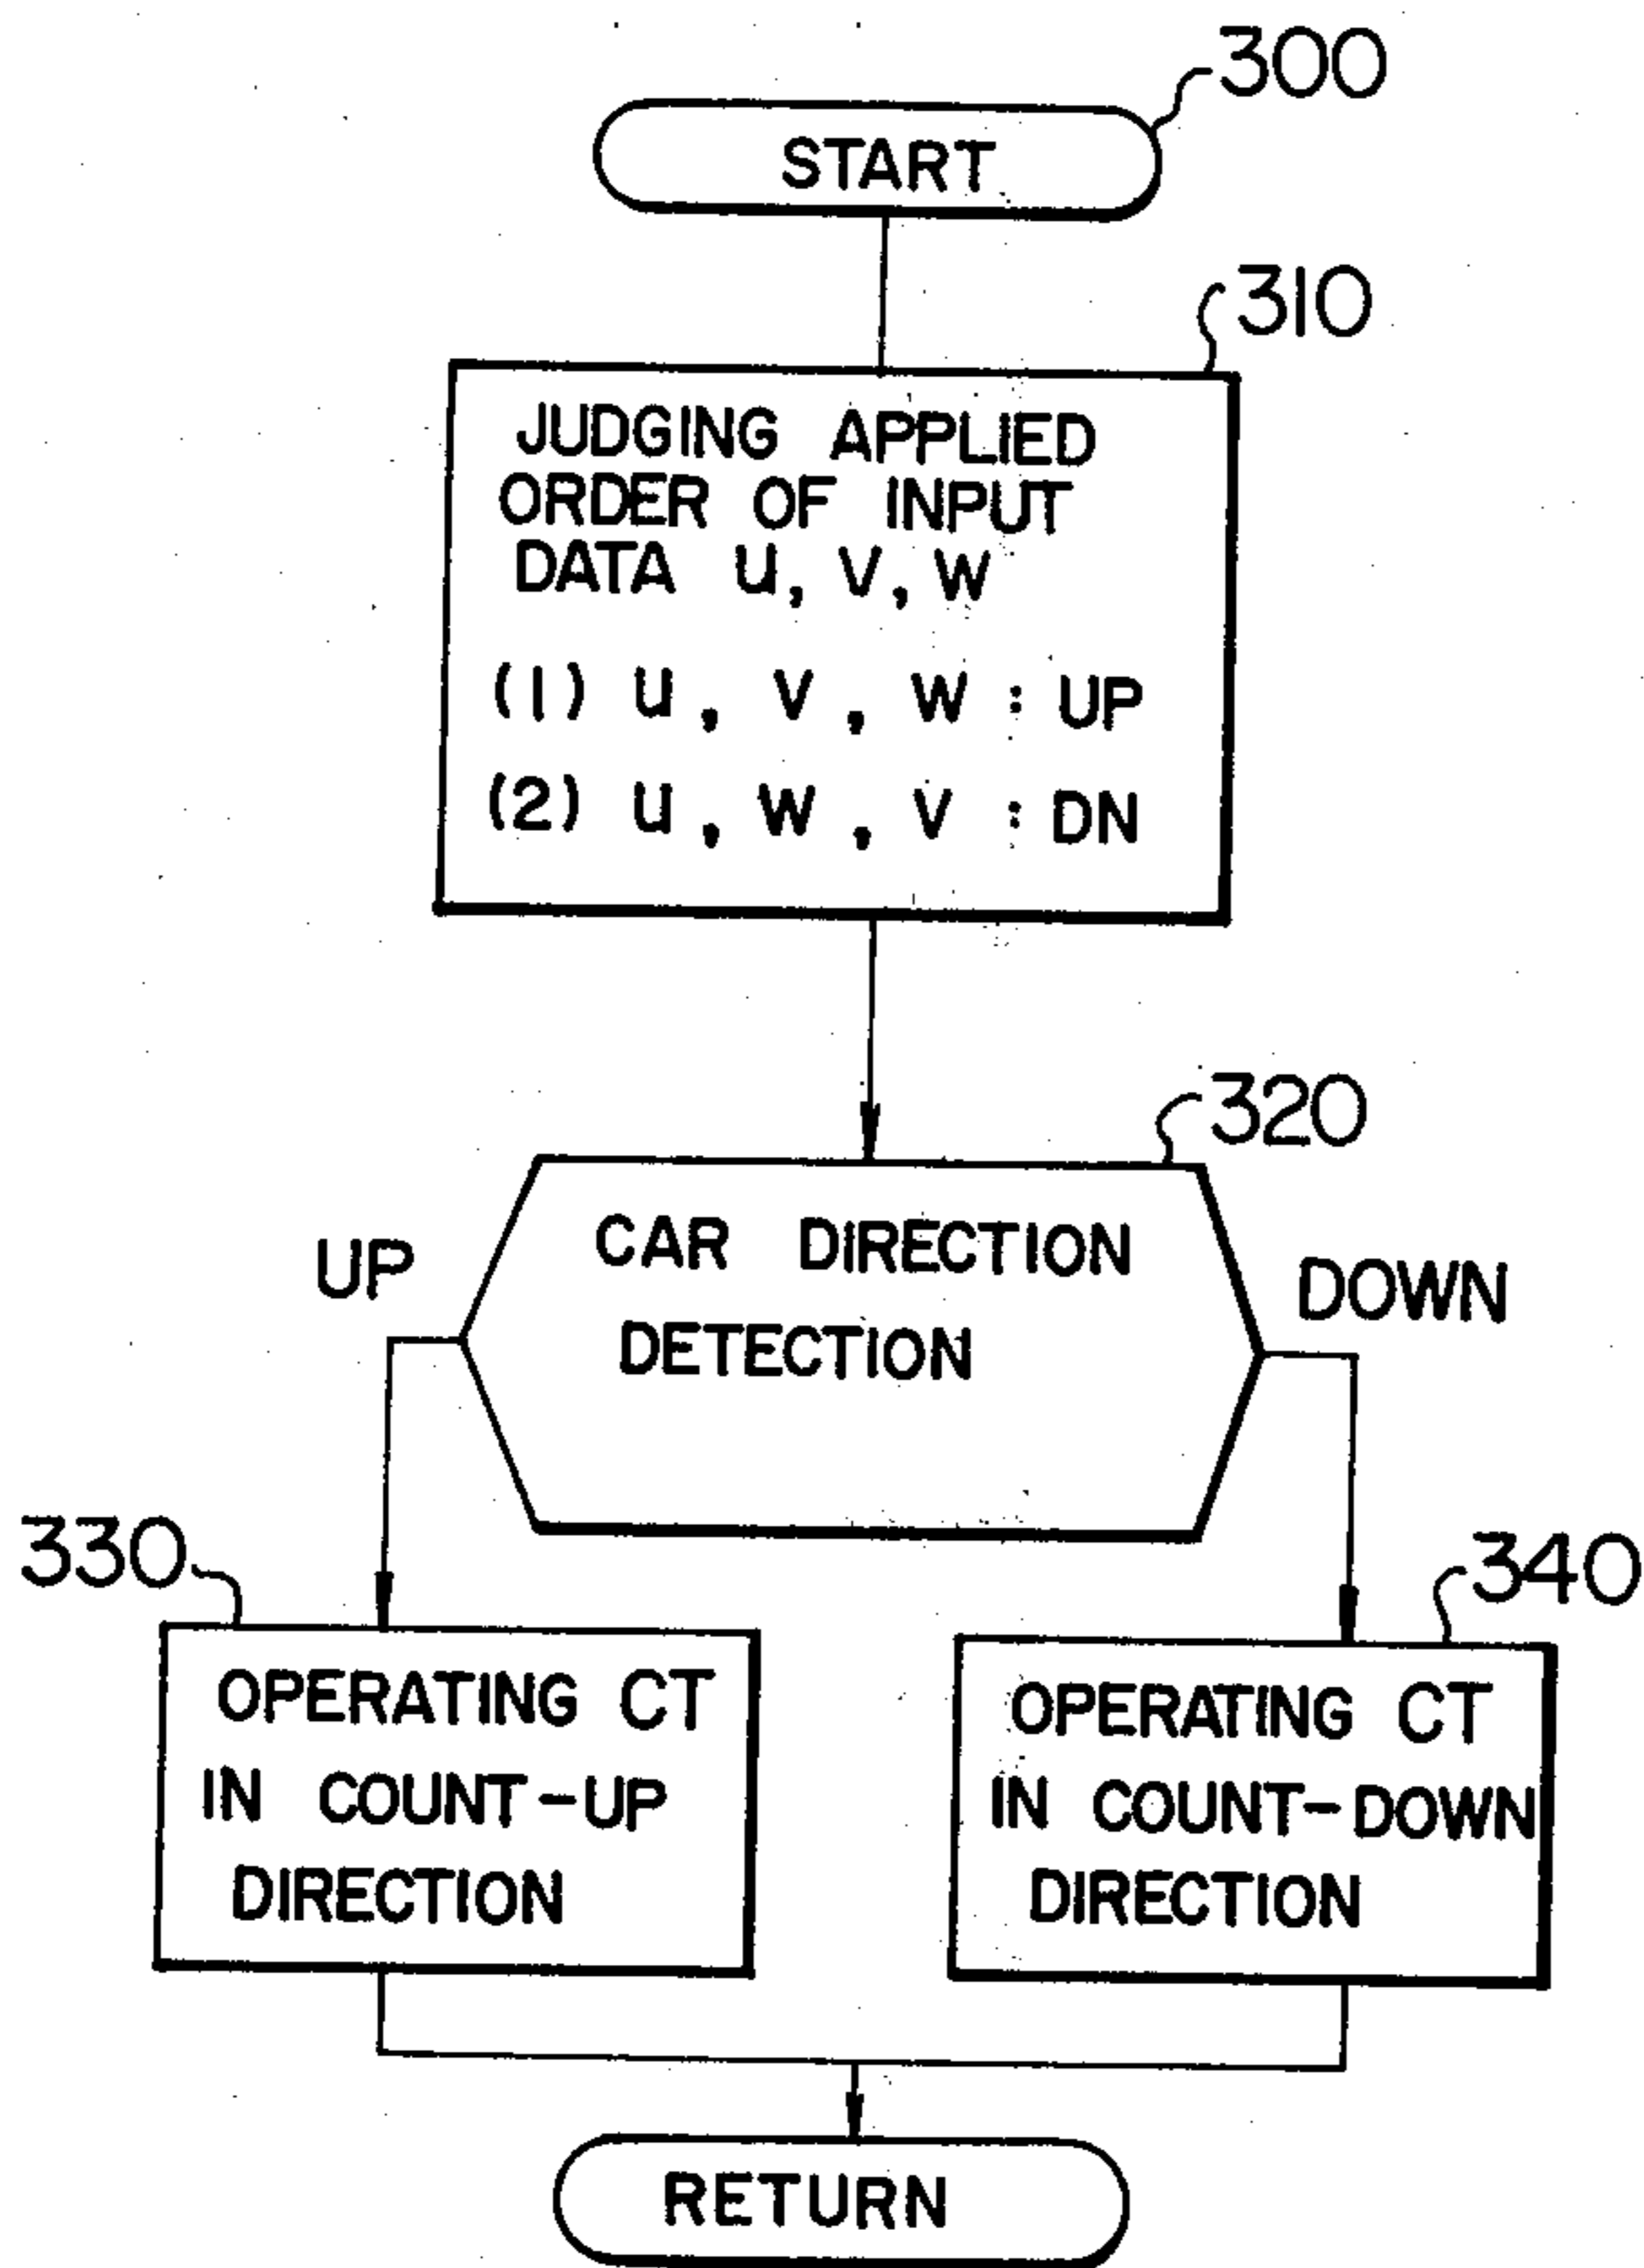 300
START
310
JUDGING APPLIED
ORDER OF INPUT
DATA U, V, W
(1) U, V, W : UP
(2) U, W, V : DN
320
CAR DIRECTION
DETECTION
UP
DOWN
330
OPERATING CT
IN COUNT-UP
DIRECTION
340
OPERATING CT
IN COUNT-DOWN
DIRECTION
RETURN